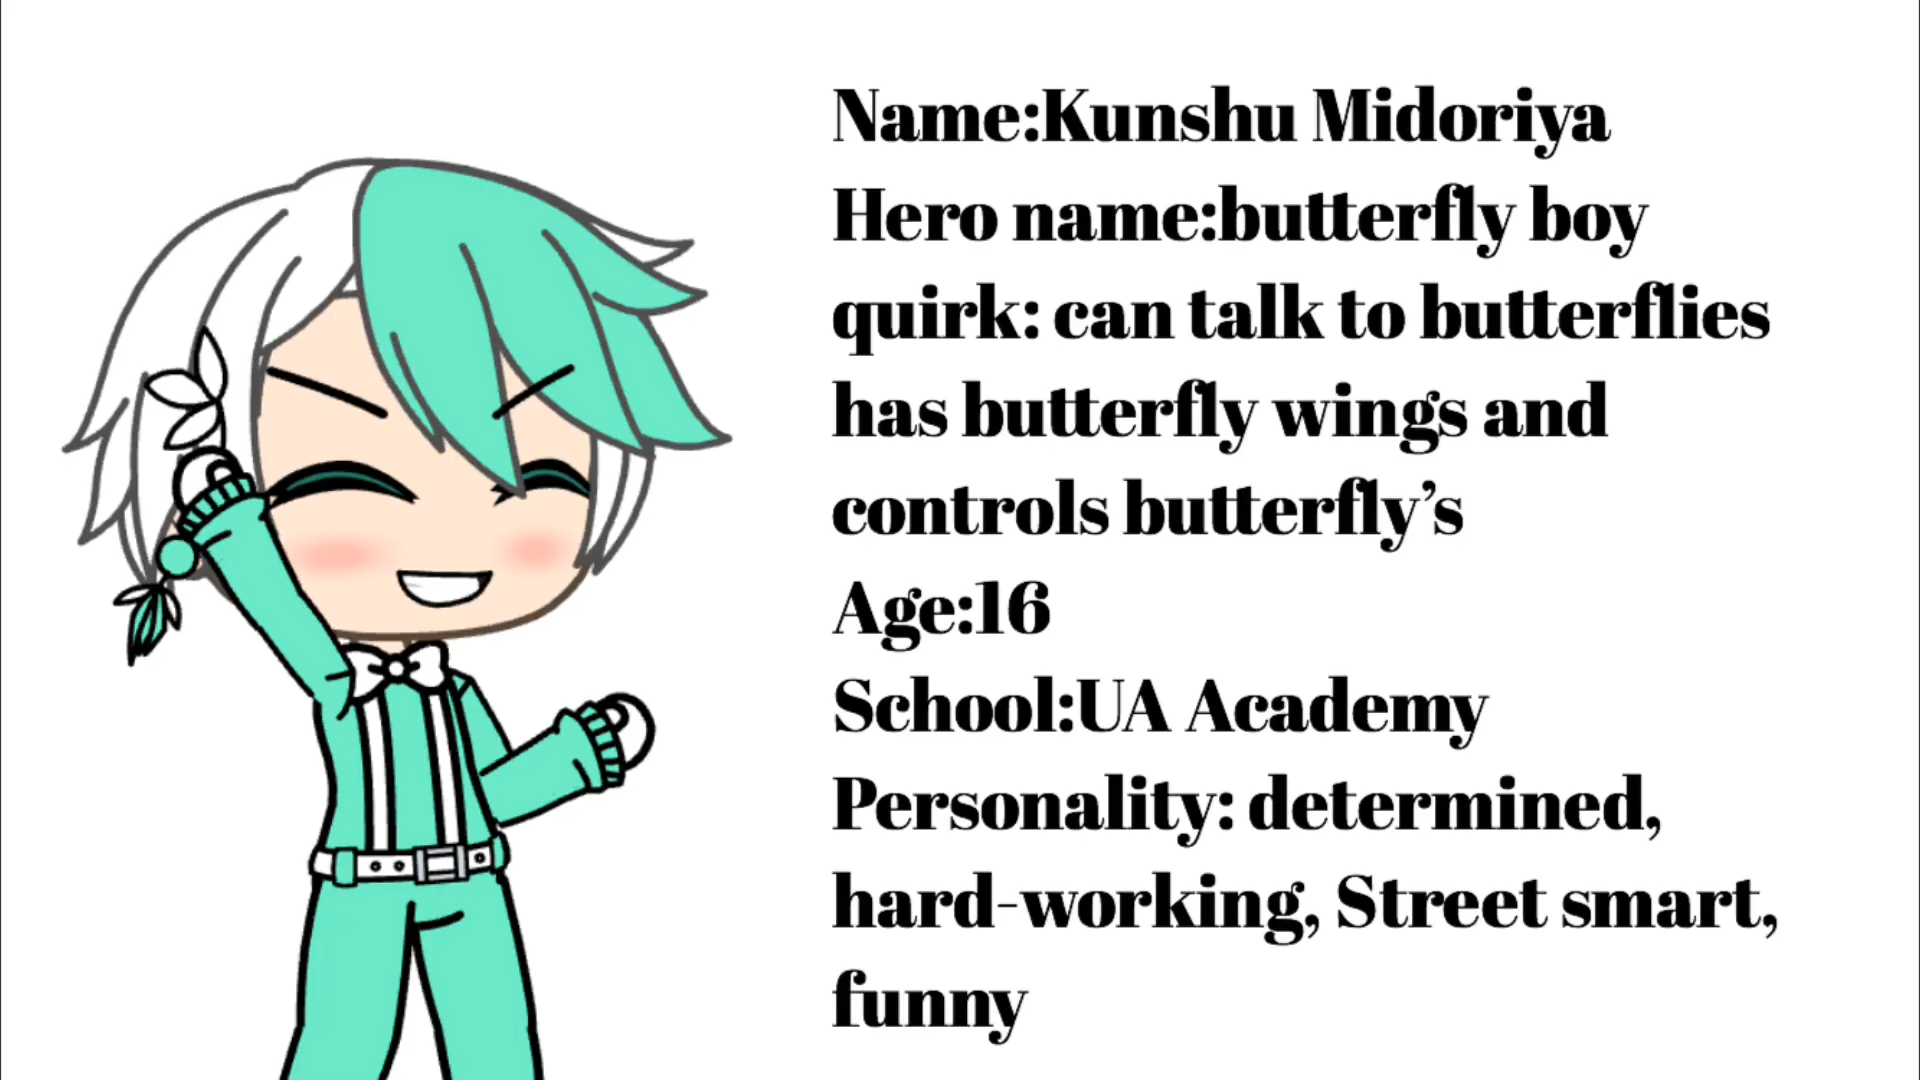 Name:Kunshu Midoriya
Hero name:butterfly boy
quirk: can talk to butterflies
has butterfly wings and
controls butterfly’s
Age:16
School:UA Academy
Personality: determined,
hard-working, Street smart,
funny